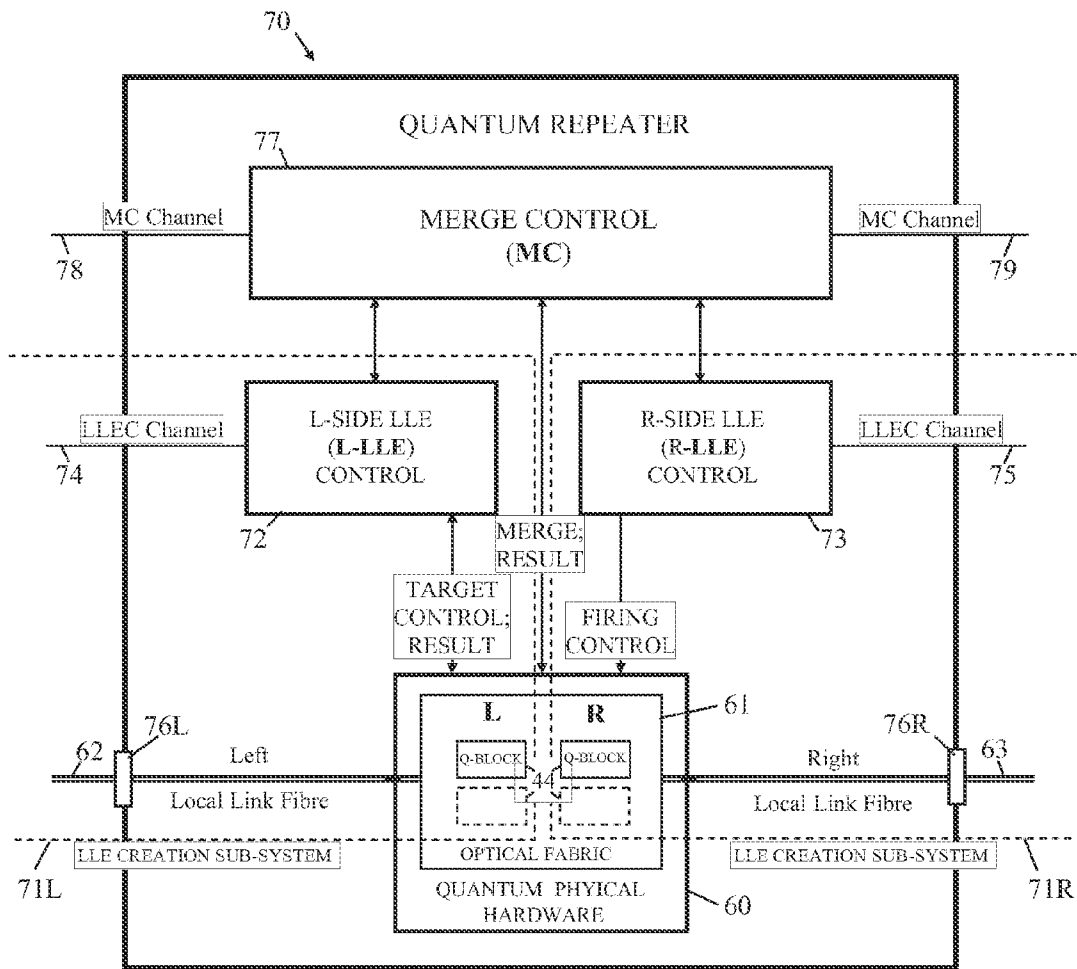 70
QUANTUM REPEATER
77
MERGE CONTROL
(MC)
MC Channel
MC Channel
78
79
L-SIDE LLE
(L-LLE)
CONTROL
R-SIDE LLE
(R-LLE)
CONTROL
LLEC Channel
LLEC Channel
74
75
72
73
MERGE;
RESULT
TARGET
CONTROL;
RESULT
FIRING
CONTROL
L
R
61
76L
76R
62
Left
Q-BLOCK
Q-BLOCK
Right
63
44
Local Link Fibre
Local Link Fibre
OPTICAL FABRIC
LLE CREATION SUB-SYSTEM
LLE CREATION SUB-SYSTEM
71L
71R
QUANTUM PHYICAL
HARDWARE
60